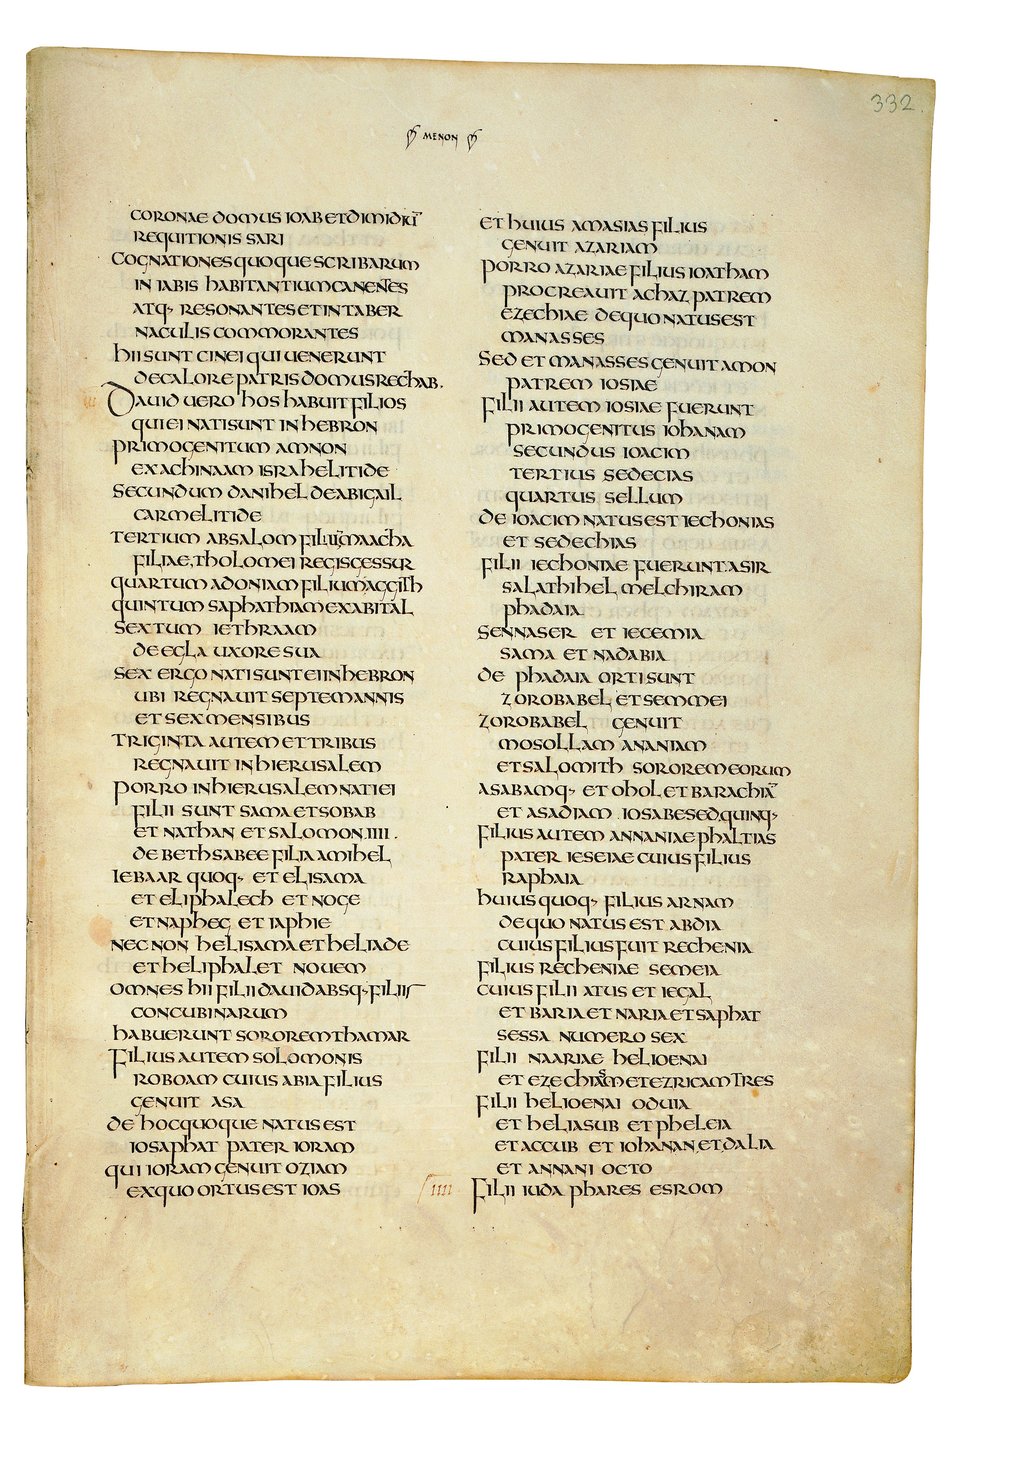 332
MENON
CORONAE DOMUS IOAB ET DIMIDIUM
REQUITIONIS SARI
COGNATIONES QUOQUE SCRIBARUM
IN IABIS HABITANTIUM CANENTES
ATQ· RESONANTES ET IN TABER
NACULIS COMMORANTES
HII SUNT CINEI QUI UENERUNT
DE CALORE PATRIS DOMUS RECHAB.
DAUID UERO HOS HABUIT FILIOS
QUI EI NATI SUNT IN HEBRON
PRIMOGENITUM AMNON
EX ACHINAAM ISRAHELITIDE
SECUNDUM DANIHEL DE ABIGAIL
CARMELITIDE
TERTIUM ABSALOM FILIUM MAACHA
FILIAE THOLOMEI REGIS GESSUR
QUARTUM ADONIAM FILIUM AGGITH
QUINTUM SAPHATHIAM EX ABITAL
SEXTUM IETHRAAM
DE EGLA UXORE SUA
SEX ERGO NATI SUNT EI IN HEBRON
UBI REGNAUIT SEPTEM ANNIS
ET SEX MENSIBUS
TRIGINTA AUTEM ET TRIBUS
REGNAUIT IN HIERUSALEM
PORRO IN HIERUSALEM NATI EI
FILII SUNT SAMA ET SOBAB
ET NATHAN ET SALOMON IIII.
DE BETHSABEE FILIA AMIHEL
IEBAAR QUOQ· ET ELISAMA
ET ELIPHALECH ET NOGE
ET NAPHEG ET IAPHIE
NEC NON HELISAMA ET HELIADE
ET HELIPHALET NOUEM
OMNES HII FILII DAUID ABSQ· FILIIS
CONCUBINARUM
HABUERUNT SOROREM THAMAR
FILIUS AUTEM SOLOMONIS
ROBOAM CUIUS ABIA FILIUS
GENUIT ASA
DE HOC QUOQUE NATUS EST
IOSAPHAT PATER IORAM
QUI IORAM GENUIT OZIAM
EX QUO ORTUS EST IOAS
ET HUIUS AMASIAS FILIUS
GENUIT AZARIAM
PORRO AZARIAE FILIUS IOATHAM
PROCREAUIT ACHAZ PATREM
EZECHIAE DE QUO NATUS EST
MANASSES
SED ET MANASSES GENUIT AMON
PATREM IOSIAE
FILII AUTEM IOSIAE FUERUNT
PRIMOGENITUS IOHANAM
SECUNDUS IOACIM
TERTIUS SEDECIAS
QUARTUS SELLUM
DE IOACIM NATUS EST IECHONIAS
ET SEDECHIAS
FILII IECHONIAE FUERUNT ASIR
SALATHIHEL MELCHIRAM
PHADAIA
SENNASER ET IECEMIA
SAMA ET NADABIA
DE PHADAIA ORTI SUNT
ZOROBABEL ET SEMMEI
ZOROBABEL GENUIT
MOSOLLAM ANANIAM
ET SALOMITH SOROREM EORUM
ASABAMQ· ET OHOL ET BARACHIĀ
ET ASADIAM IOSABESED QUINQ·
FILIUS AUTEM ANNANIAE PHALTIAS
PATER IESEIAE CUIUS FILIUS
RAPHAIA
HUIUS QUOQ· FILIUS ARNAM
DE QUO NATUS EST ABDIA
CUIUS FILIUS FUIT RECHENIA
FILIUS RECHENIAE SEMEIA
CUIUS FILII ATUS ET IEGAL
ET BARIA ET NARIA ET SAPHAT
SESSA NUMERO SEX
FILII NAARIAE HELIOENAI
ET EZECHIAS ET EZRICAM TRES
FILII HELIOENAI ODUIA
ET HELIASUB ET PHELEIA
ET ACCUB ET IOHANAN ET DALIA
ET ANNANI OCTO
IIII FILII IUDA PHARES ESROM